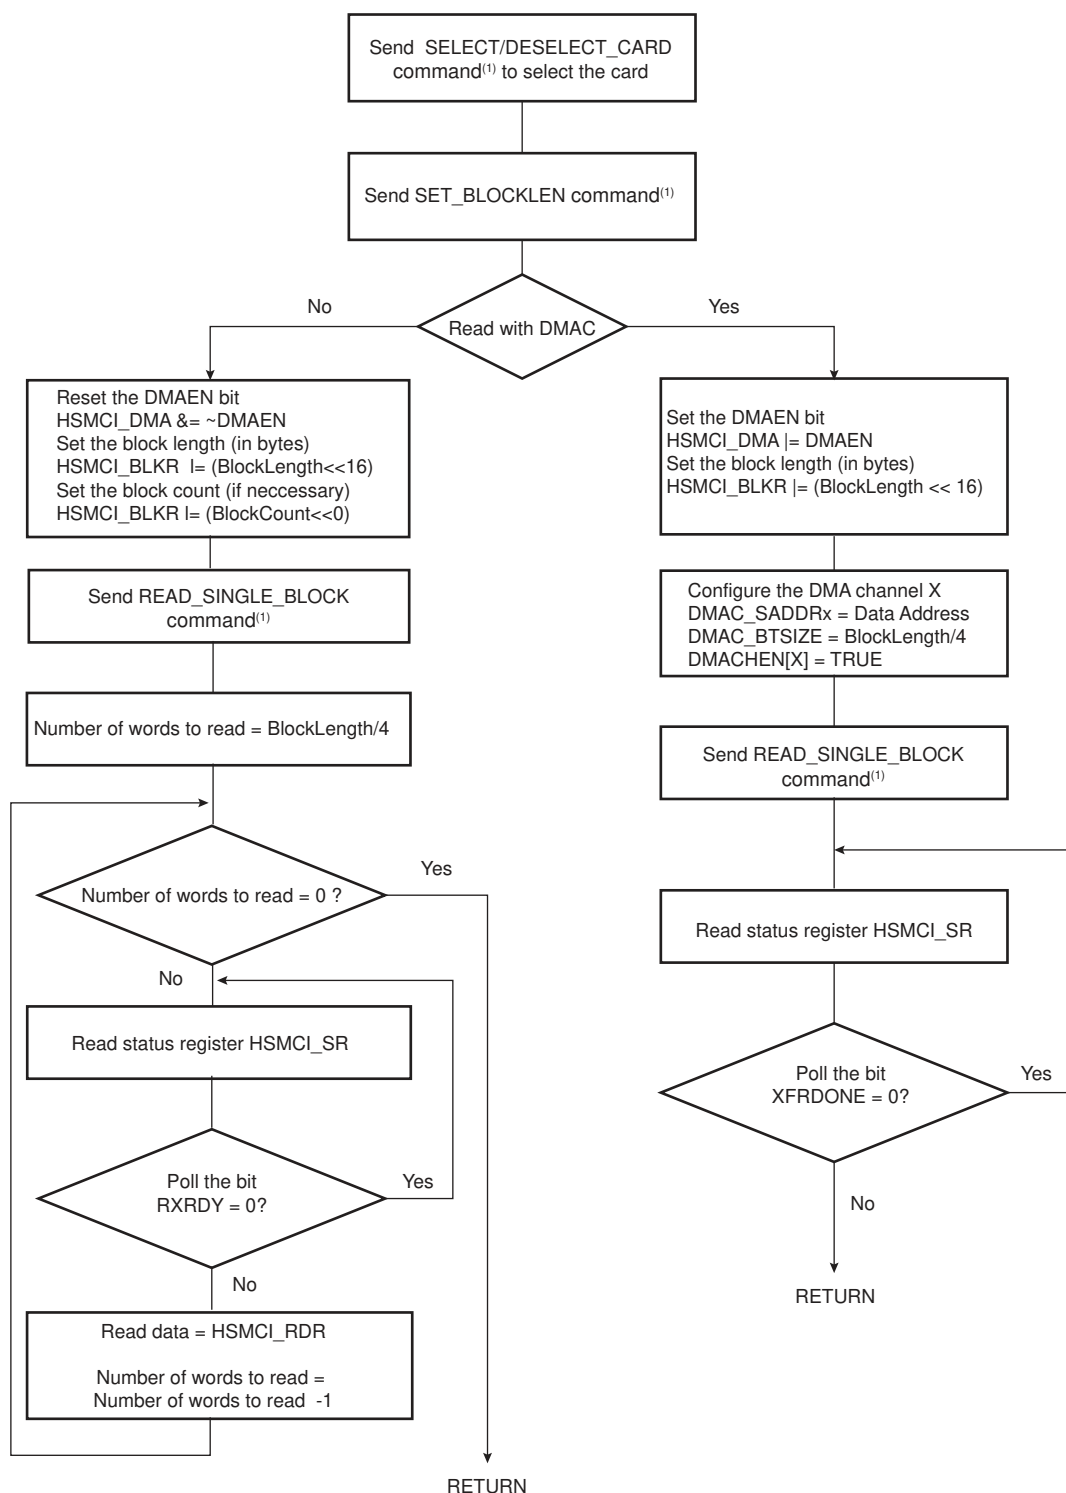 Send SELECT/DESELECT_CARD
command(1) to select the card
Send SET_BLOCKLEN command(1)
No
Yes
Read with DMAC
Reset the DMAEN bit
HSMCI_DMA &= ~DMAEN
Set the block length (in bytes)
HSMCI_BLKR l= (BlockLength<<16)
Set the block count (if neccessary)
HSMCI_BLKR l= (BlockCount<<0)
Send READ_SINGLE_BLOCK
command(1)
Number of words to read = BlockLength/4
Number of words to read = 0 ?
Yes
No
Read status register HSMCI_SR
Poll the bit
RXRDY = 0?
Yes
No
Read data = HSMCI_RDR
Number of words to read =
Number of words to read -1
RETURN
Set the DMAEN bit
HSMCI_DMA |= DMAEN
Set the block length (in bytes)
HSMCI_BLKR |= (BlockLength << 16)
Configure the DMA channel X
DMAC_SADDRx = Data Address
DMAC_BTSIZE = BlockLength/4
DMACHEN[X] = TRUE
Send READ_SINGLE_BLOCK
command(1)
Read status register HSMCI_SR
Poll the bit
XFRDONE = 0?
Yes
No
RETURN